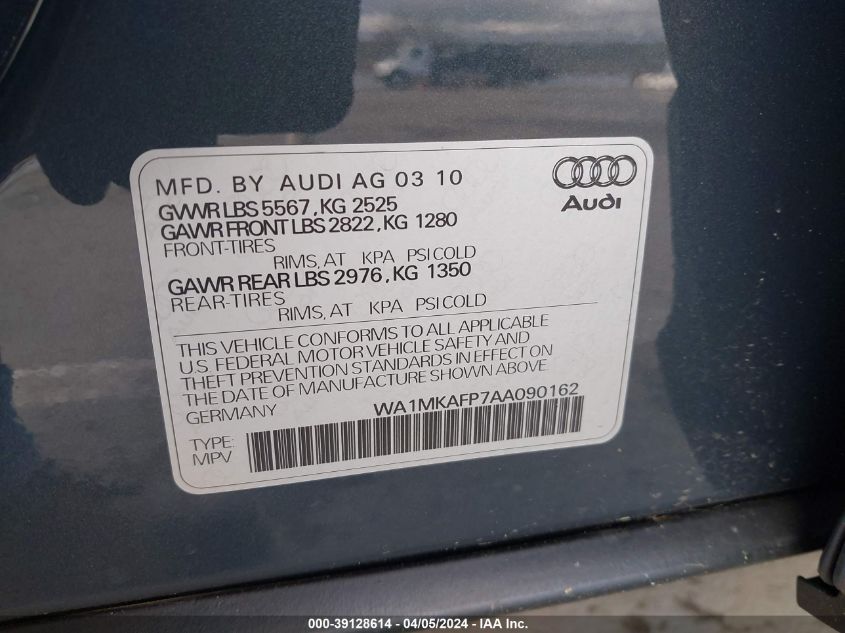 MFD. BY AUDI AG 03 10
GVWR LBS 5567, KG 2525
GAWR FRONT LBS 2822, KG 1280
FRONT-TIRES
RIMS, AT KPA PSI COLD
GAWR REAR LBS 2976, KG 1350
REAR-TIRES
RIMS, AT KPA PSI COLD
Audi
THIS VEHICLE CONFORMS TO ALL APPLICABLE
U.S. FEDERAL MOTOR VEHICLE SAFETY AND
THEFT PREVENTION STANDARDS IN EFFECT ON
THE DATE OF MANUFACTURE SHOWN ABOVE.
GERMANY
WA1MKAFP7AA090162
TYPE:
MPV
000-39128614 - 04/05/2024 - IAA Inc.